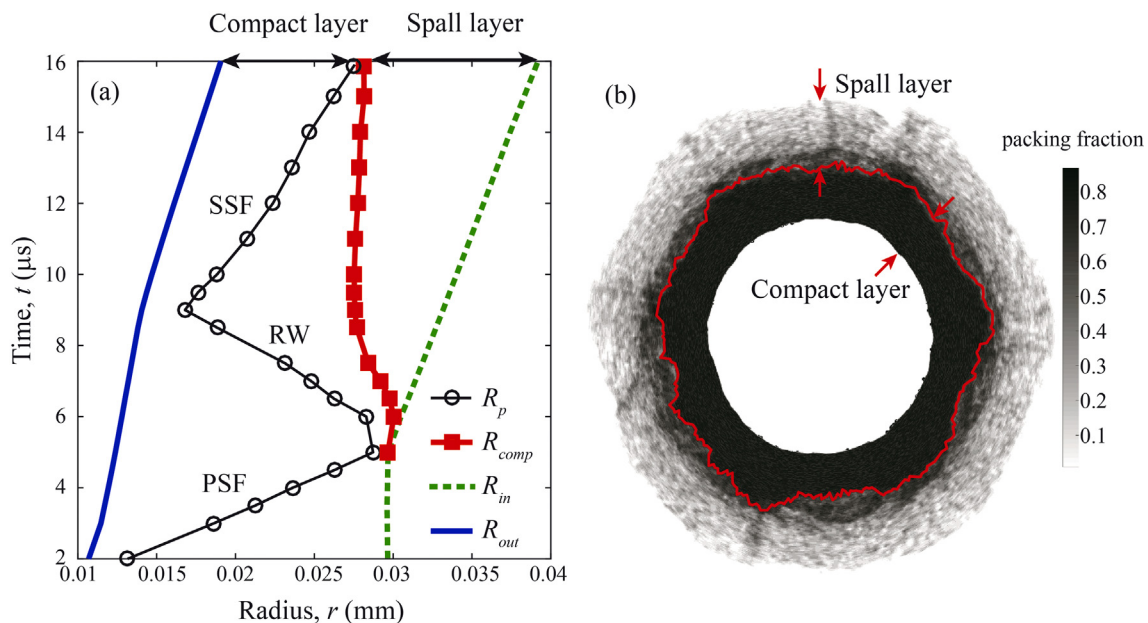 Compact layer
Spall layer
(a)
16
14
12
10
8
6
4
2
Time, t (μs)
SSF
RW
PSF
R_p
R_comp
R_in
R_out
0.01
0.015
0.02
0.025
0.03
0.035
0.04
Radius, r (mm)
(b)
Spall layer
Compact layer
packing fraction
0.8
0.7
0.6
0.5
0.4
0.3
0.2
0.1